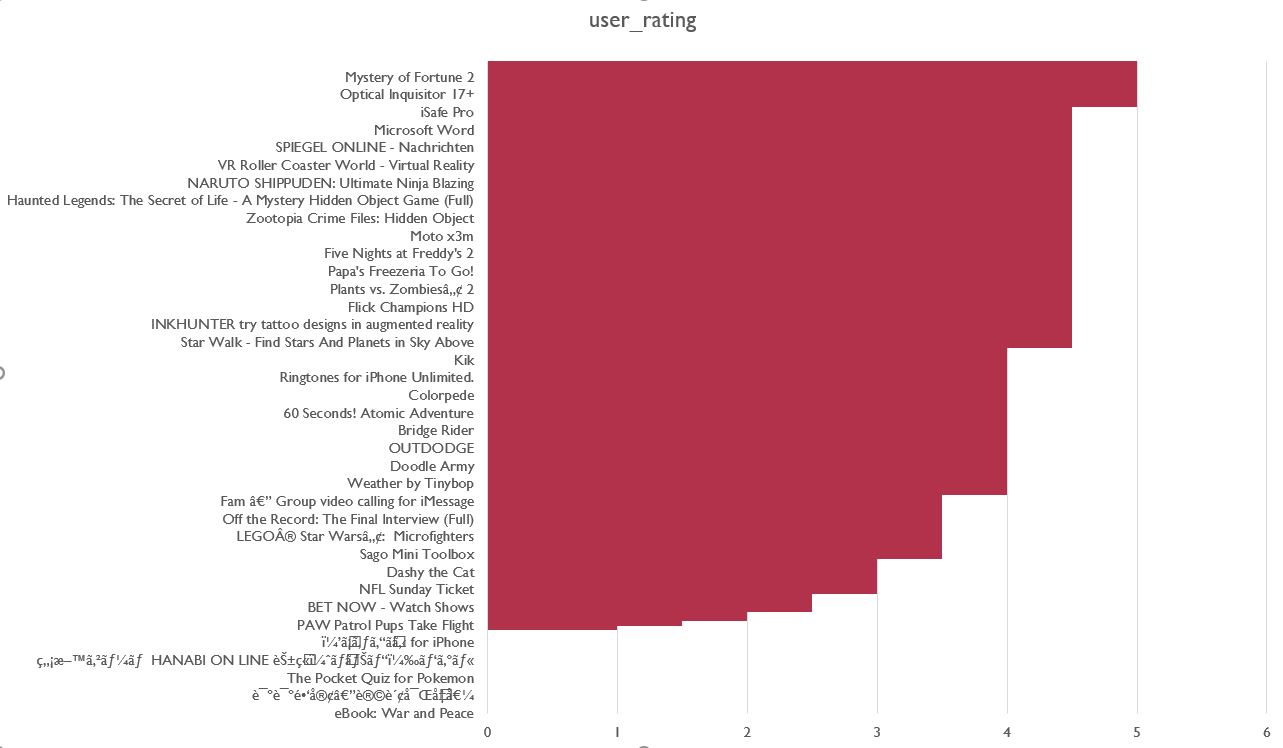 user_rating
Mystery of Fortune 2
Optical Inquisitor 17+
iSafe Pro
Microsoft Word
SPIEGEL ONLINE - Nachrichten
VR Roller Coaster World - Virtual Reality
NARUTO SHIPPUDEN: Ultimate Ninja Blazing
Haunted Legends: The Secret of Life - A Mystery Hidden Object Game (Full)
Zootopia Crime Files: Hidden Object
Moto x3m
Five Nights at Freddy's 2
Papa's Freezeria To Go!
Plants vs. Zombiesâ„¢ 2
Flick Champions HD
INKHUNTER try tattoo designs in augmented reality
Star Walk - Find Stars And Planets in Sky Above
Kik
Ringtones for iPhone Unlimited.
Colorpede
60 Seconds! Atomic Adventure
Bridge Rider
OUTDODGE
Doodle Army
Weather by Tinybop
Fam â€” Group video calling for iMessage
Off the Record: The Final Interview (Full)
LEGOÂ® Star Warsâ„¢: Microfighters
Sago Mini Toolbox
Dashy the Cat
NFL Sunday Ticket
BET NOW - Watch Shows
PAW Patrol Pups Take Flight
for iPhone
HANABI ON LINE
The Pocket Quiz for Pokemon
eBook: War and Peace
0 1 2 3 4 5 6